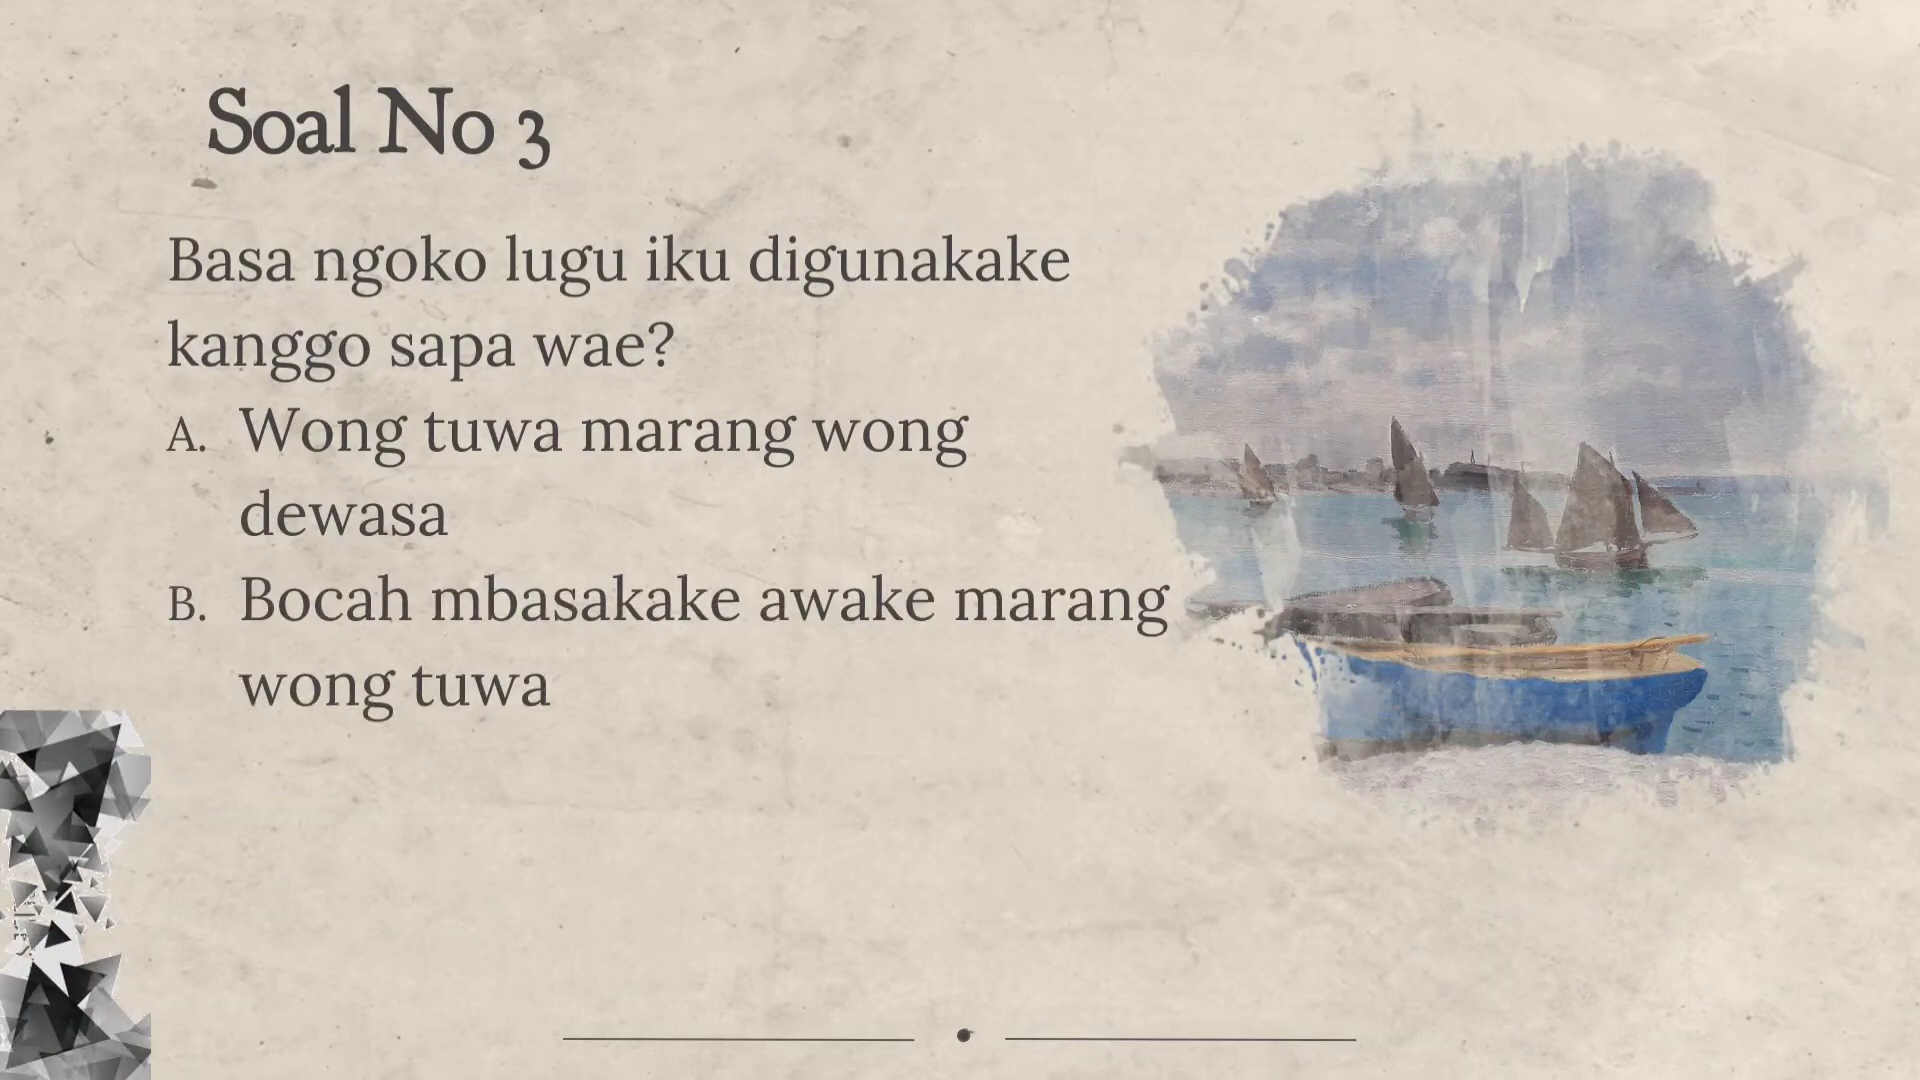 Soal No 3
Basa ngoko lugu iku digunakake
kanggo sapa wae?
A. Wong tuwa marang wong
dewasa
B. Bocah mbasakake awake marang
wong tuwa